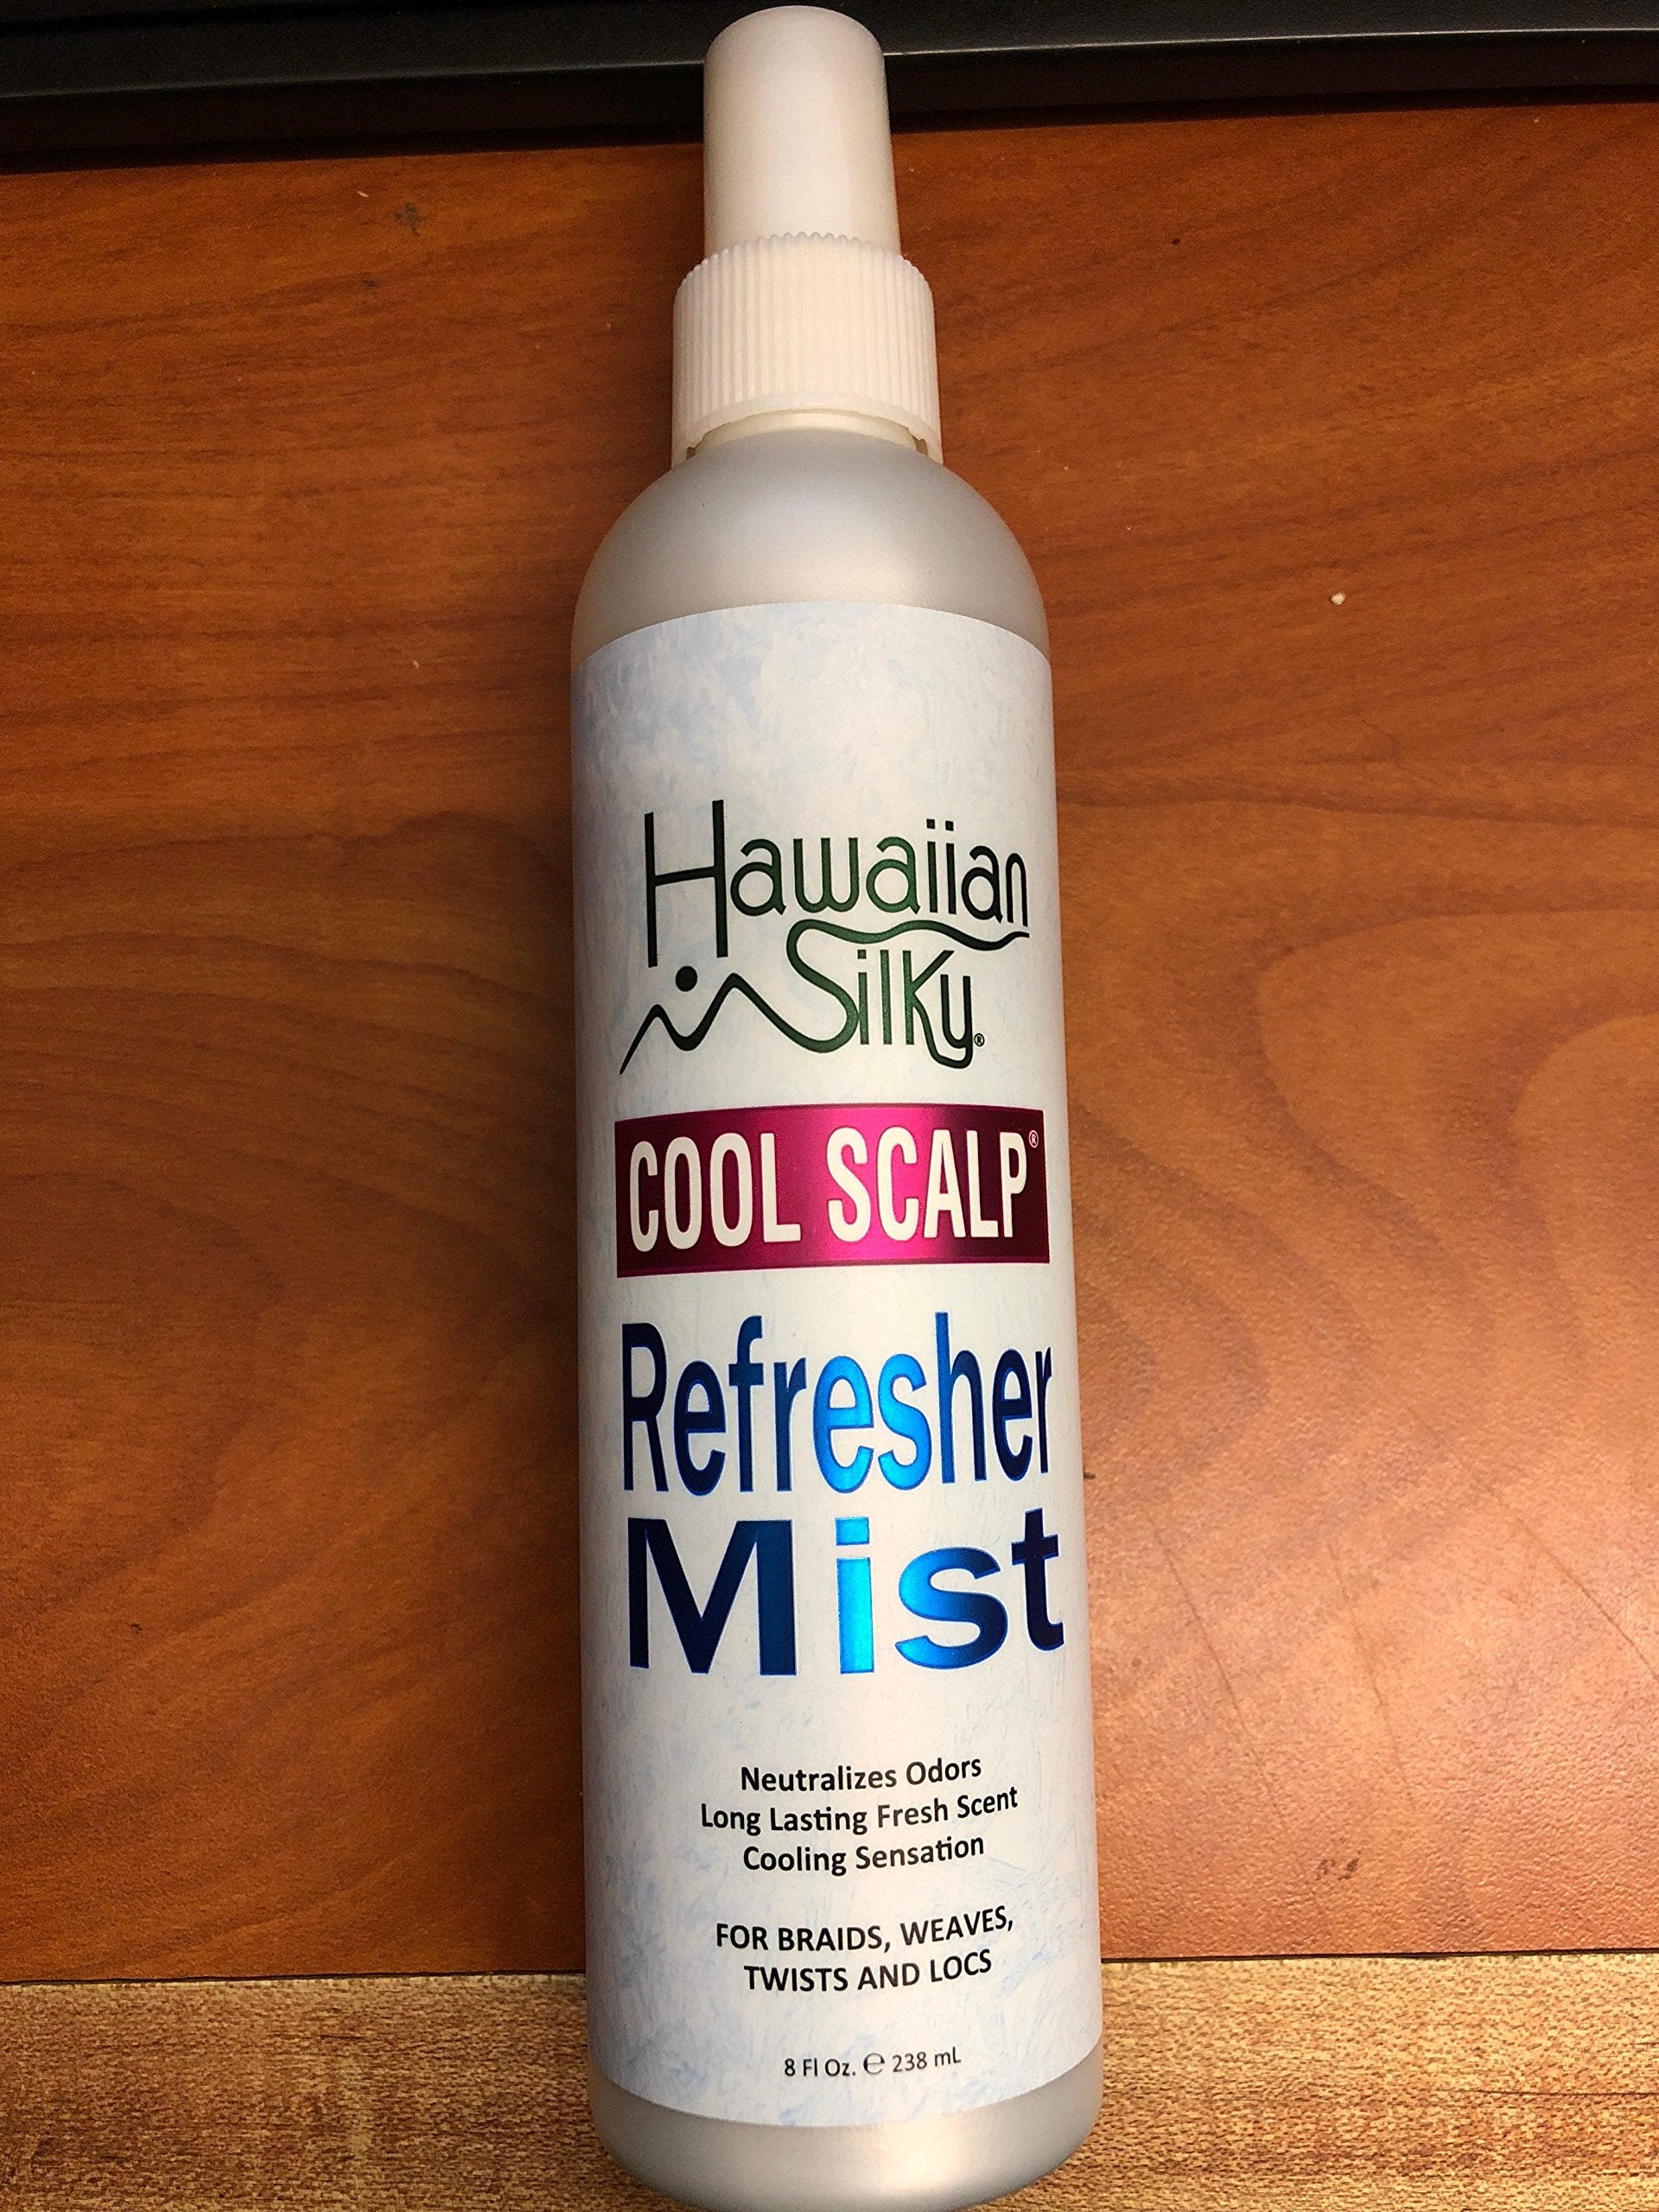 Hawaiian
Silky®
COOL SCALP®
Refresher
Mist
Neutralizes Odors
Long Lasting Fresh Scent
Cooling Sensation
FOR BRAIDS, WEAVES,
TWISTS AND LOCS
8 Fl Oz. ℮ 238 mL